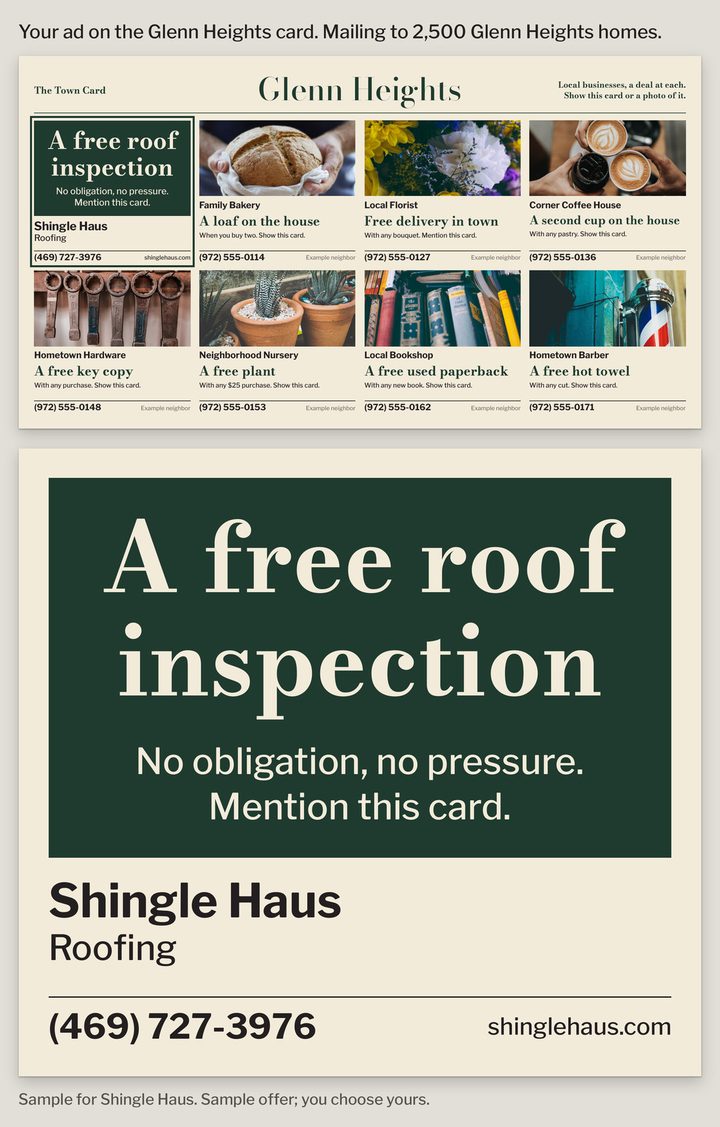 Your ad on the Glenn Heights card. Mailing to 2,500 Glenn Heights homes.
The Town Card
Glenn Heights
Local businesses, a deal at each.
Show this card or a photo of it.
A free roof
inspection
No obligation, no pressure.
Mention this card.
Shingle Haus
Roofing
(469) 727-3976
shinglehaus.com
Family Bakery
A loaf on the house
When you buy two. Show this card.
(972) 555-0114
Example neighbor
Local Florist
Free delivery in town
With any bouquet. Mention this card.
(972) 555-0127
Example neighbor
Corner Coffee House
A second cup on the house
With any pastry. Show this card.
(972) 555-0136
Example neighbor
Hometown Hardware
A free key copy
With any purchase. Show this card.
(972) 555-0148
Example neighbor
Neighborhood Nursery
A free plant
With any $25 purchase. Show this card.
(972) 555-0153
Example neighbor
Local Bookshop
A free used paperback
With any new book. Show this card.
(972) 555-0162
Example neighbor
Hometown Barber
A free hot towel
With any cut. Show this card.
(972) 555-0171
Example neighbor
A free roof
inspection
No obligation, no pressure.
Mention this card.
Shingle Haus
Roofing
(469) 727-3976
shinglehaus.com
Sample for Shingle Haus. Sample offer; you choose yours.